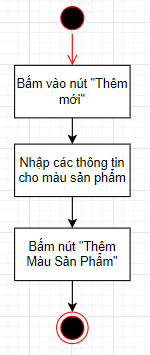 Bấm vào nút "Thêm
mới"
Nhập các thông tin
cho màu sản phẩm
Bấm nút "Thêm
Màu Sản Phẩm"